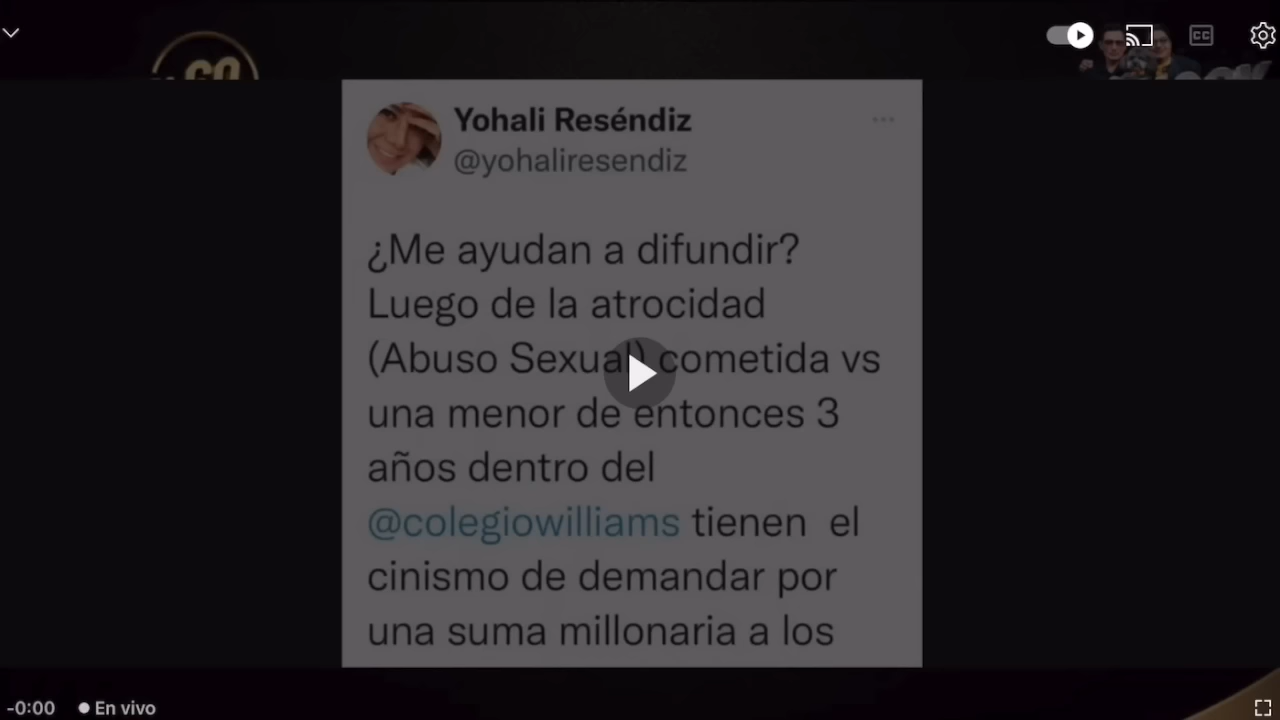 CC
Yohali Reséndiz
@yohaliresendiz
¿Me ayudan a difundir?
Luego de la atrocidad
(Abuso Sexual) cometida vs
una menor de entonces 3
años dentro del
@colegiowilliams tienen el
cinismo de demandar por
una suma millonaria a los
-0:00 En vivo